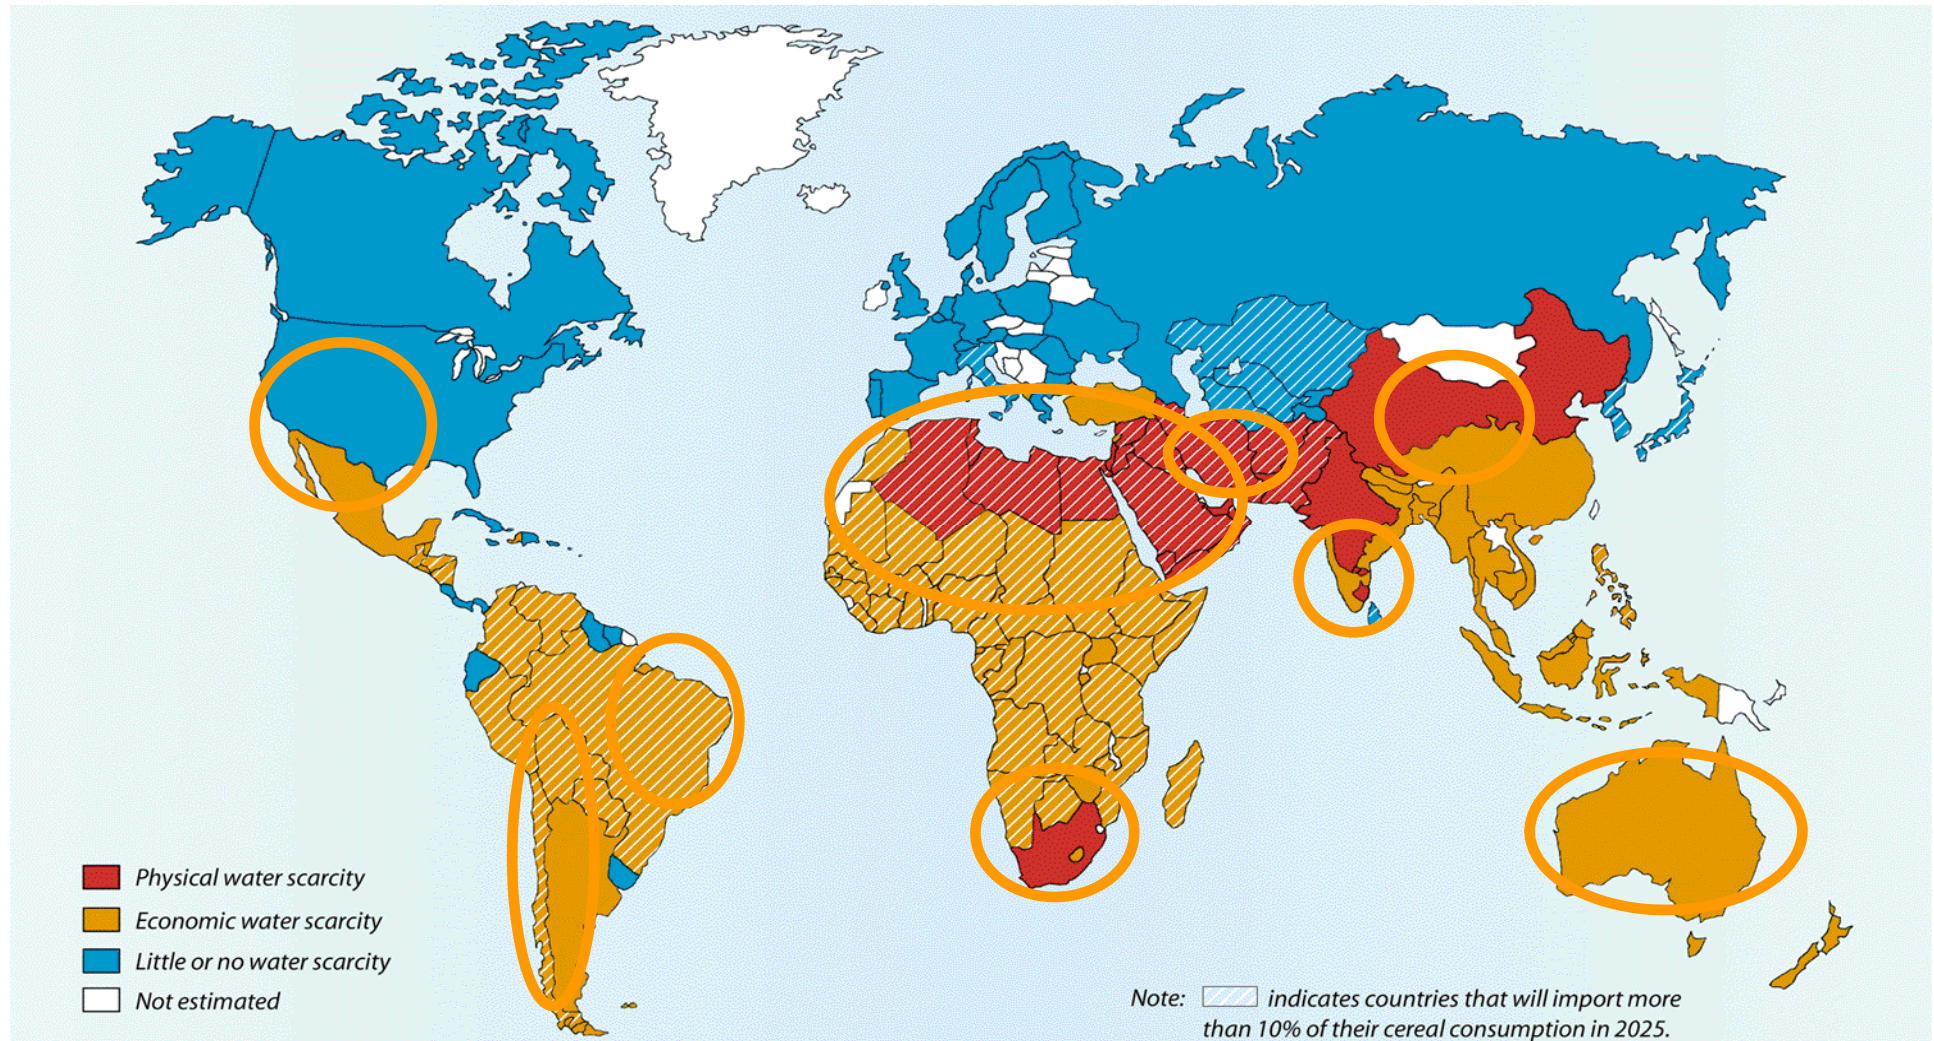 Physical water scarcity
Economic water scarcity
Little or no water scarcity
Not estimated
Note: indicates countries that will import more
than 10% of their cereal consumption in 2025.